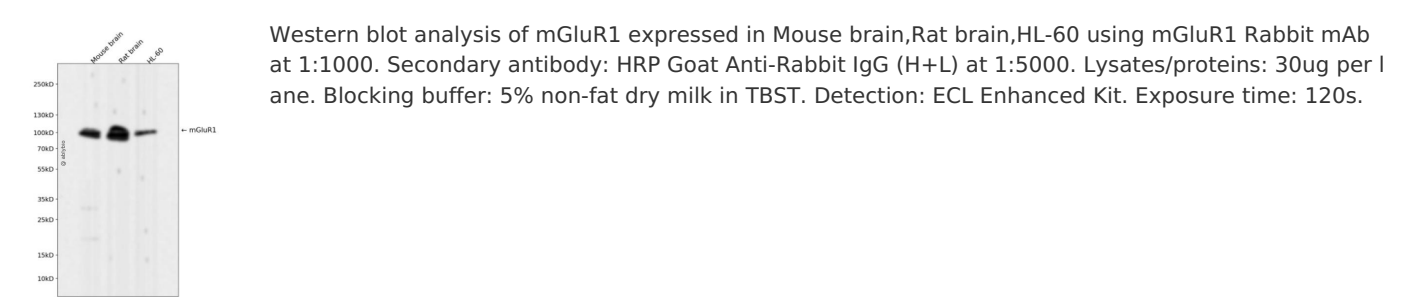 Mouse brain
Rat brain
HL-60
250kD
130kD
100kD
70kD
55kD
35kD
25kD
15kD
10kD
← mGluR1
Western blot analysis of mGluR1 expressed in Mouse brain,Rat brain,HL-60 using mGluR1 Rabbit mAb
at 1:1000. Secondary antibody: HRP Goat Anti-Rabbit IgG (H+L) at 1:5000. Lysates/proteins: 30ug per l
ane. Blocking buffer: 5% non-fat dry milk in TBST. Detection: ECL Enhanced Kit. Exposure time: 120s.